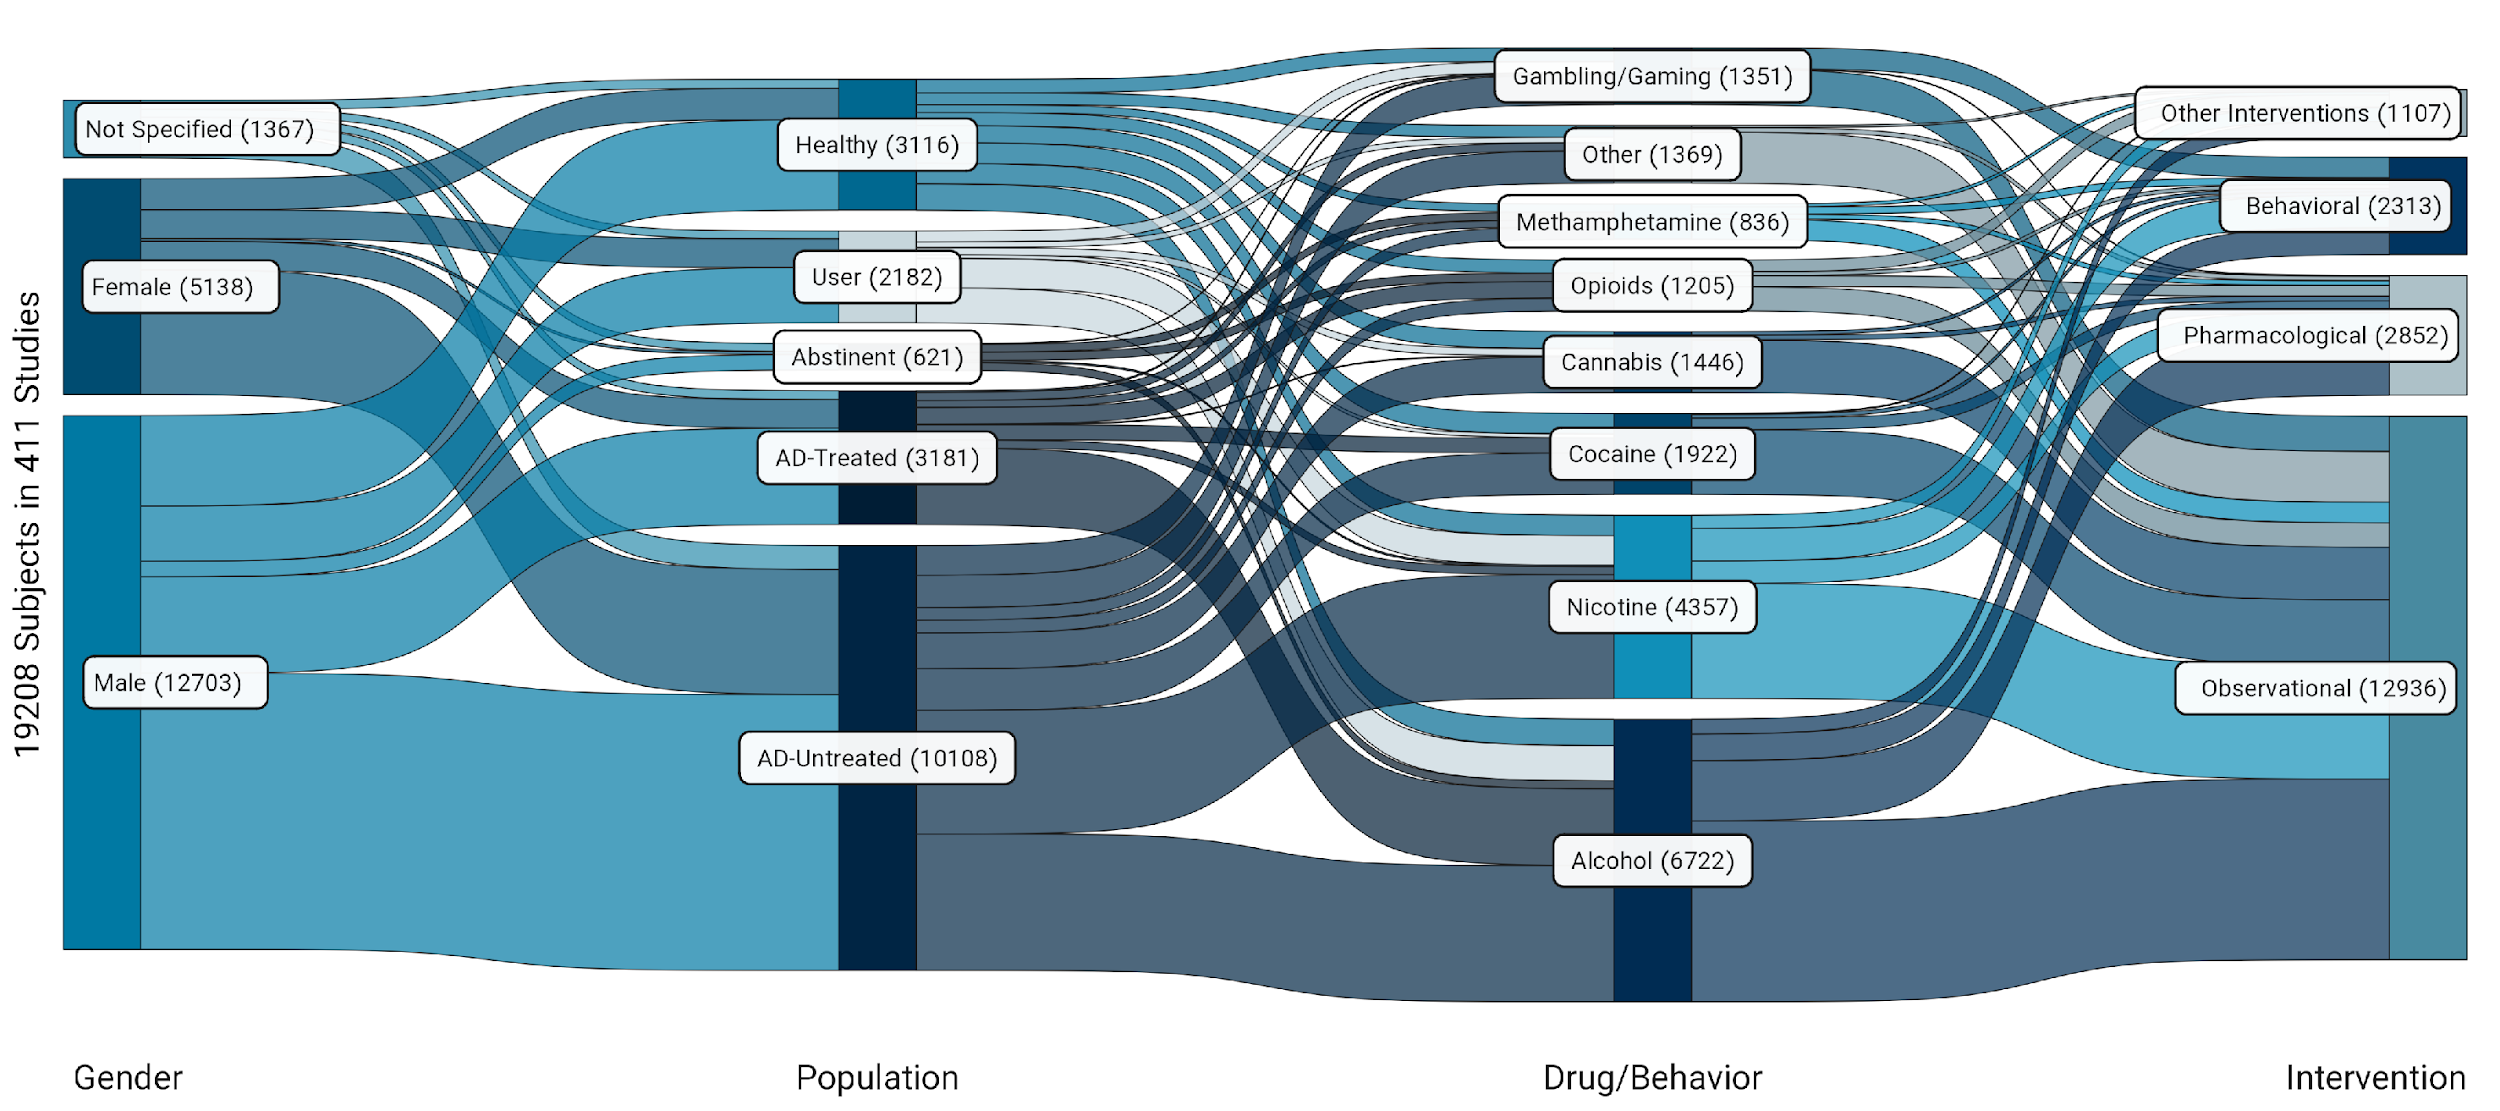 19208 Subjects in 411 Studies
Not Specified (1367)
Female (5138)
Male (12703)
Healthy (3116)
User (2182)
Abstinent (621)
AD-Treated (3181)
AD-Untreated (10108)
Gambling/Gaming (1351)
Other (1369)
Methamphetamine (836)
Opioids (1205)
Cannabis (1446)
Cocaine (1922)
Nicotine (4357)
Alcohol (6722)
Other Interventions (1107)
Behavioral (2313)
Pharmacological (2852)
Observational (12936)
Gender
Population
Drug/Behavior
Intervention